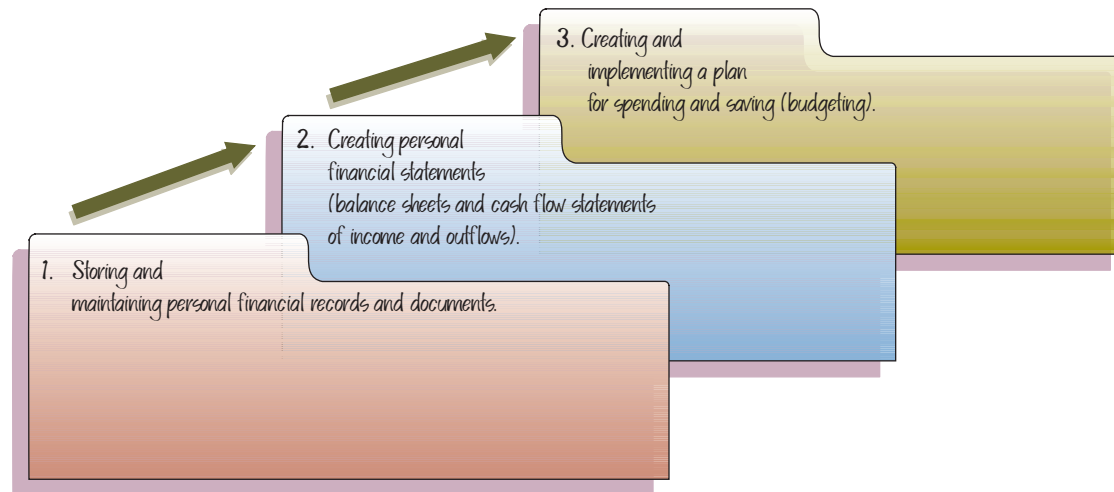 1. Storing and
maintaining personal financial records and documents.
2. Creating personal
financial statements
(balance sheets and cash flow statements
of income and outflows).
3. Creating and
implementing a plan
for spending and saving (budgeting).